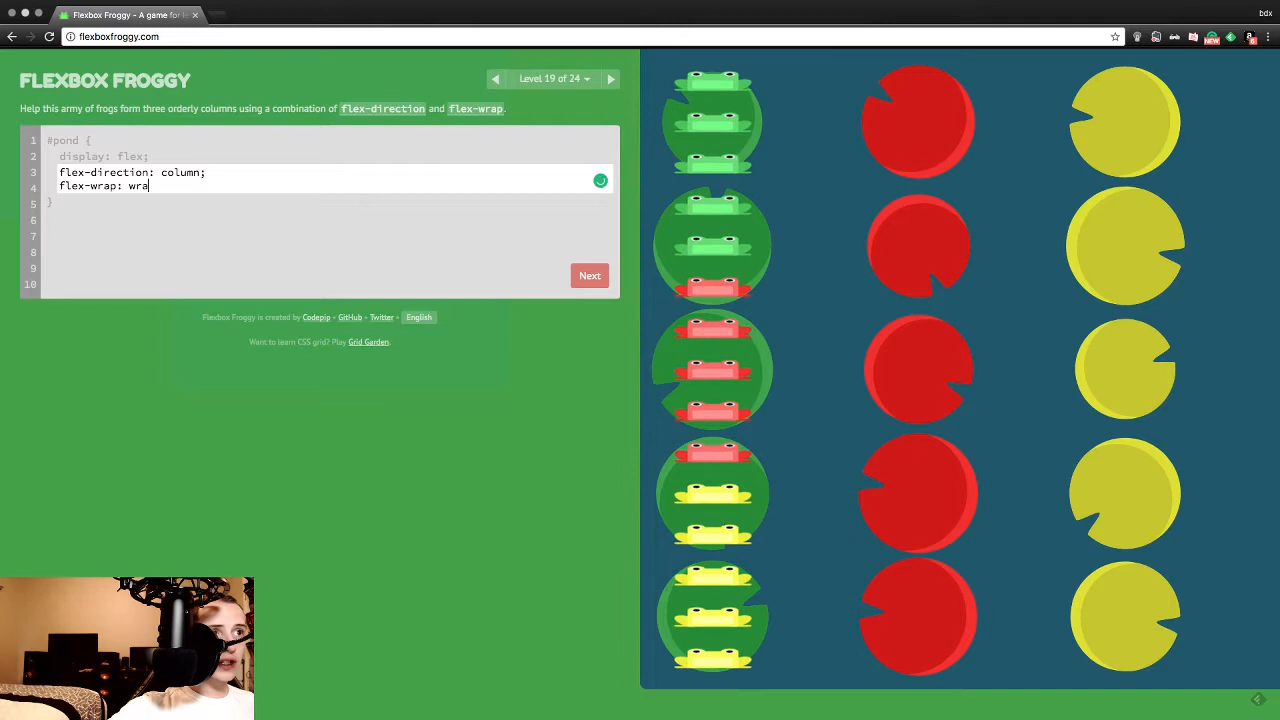 Flexbox Froggy - A game for l
bdx
flexboxfroggy.com
NEW
6
FLEXBOX FROGGY
Level 19 of 24
Help this army of frogs form three orderly columns using a combination of flex-direction and flex-wrap.
1 #pond {
2 display: flex;
3 flex-direction: column;
4 flex-wrap: wra
5 }
6
7
8
9
10
Next
Flexbox Froggy is created by Codepip • GitHub • Twitter • English
Want to learn CSS grid? Play Grid Garden.